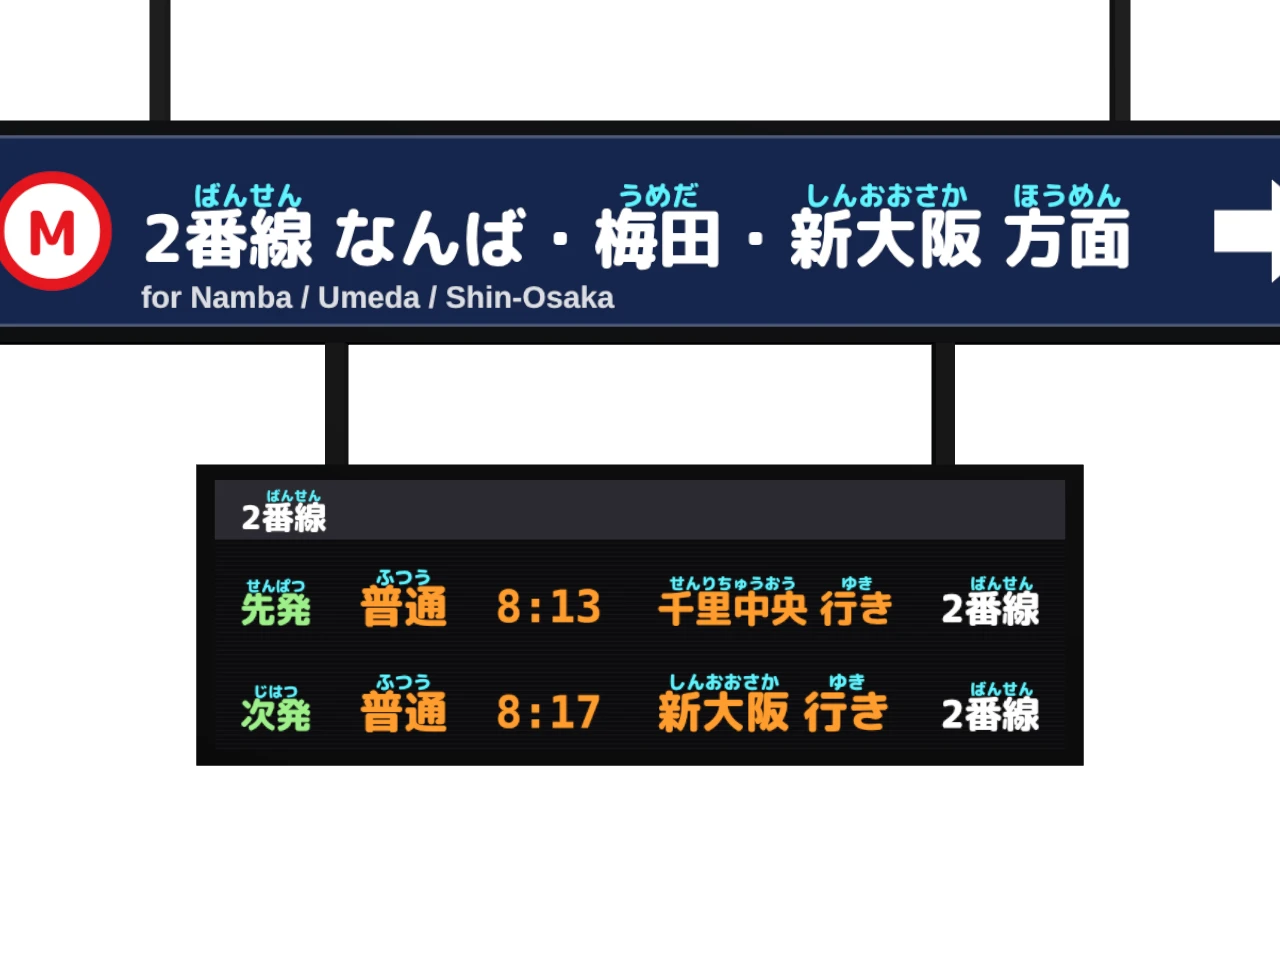 M
ばんせん うめだ しんおおさか ほうめん
2番線 なんば・梅田・新大阪 方面
for Namba / Umeda / Shin-Osaka
ばんせん
2番線
せんぱつ ふつう せんりちゅうおう ゆき ばんせん
先発 普通 8:13 千里中央 行き 2番線
じはつ ふつう しんおおさか ゆき ばんせん
次発 普通 8:17 新大阪 行き 2番線